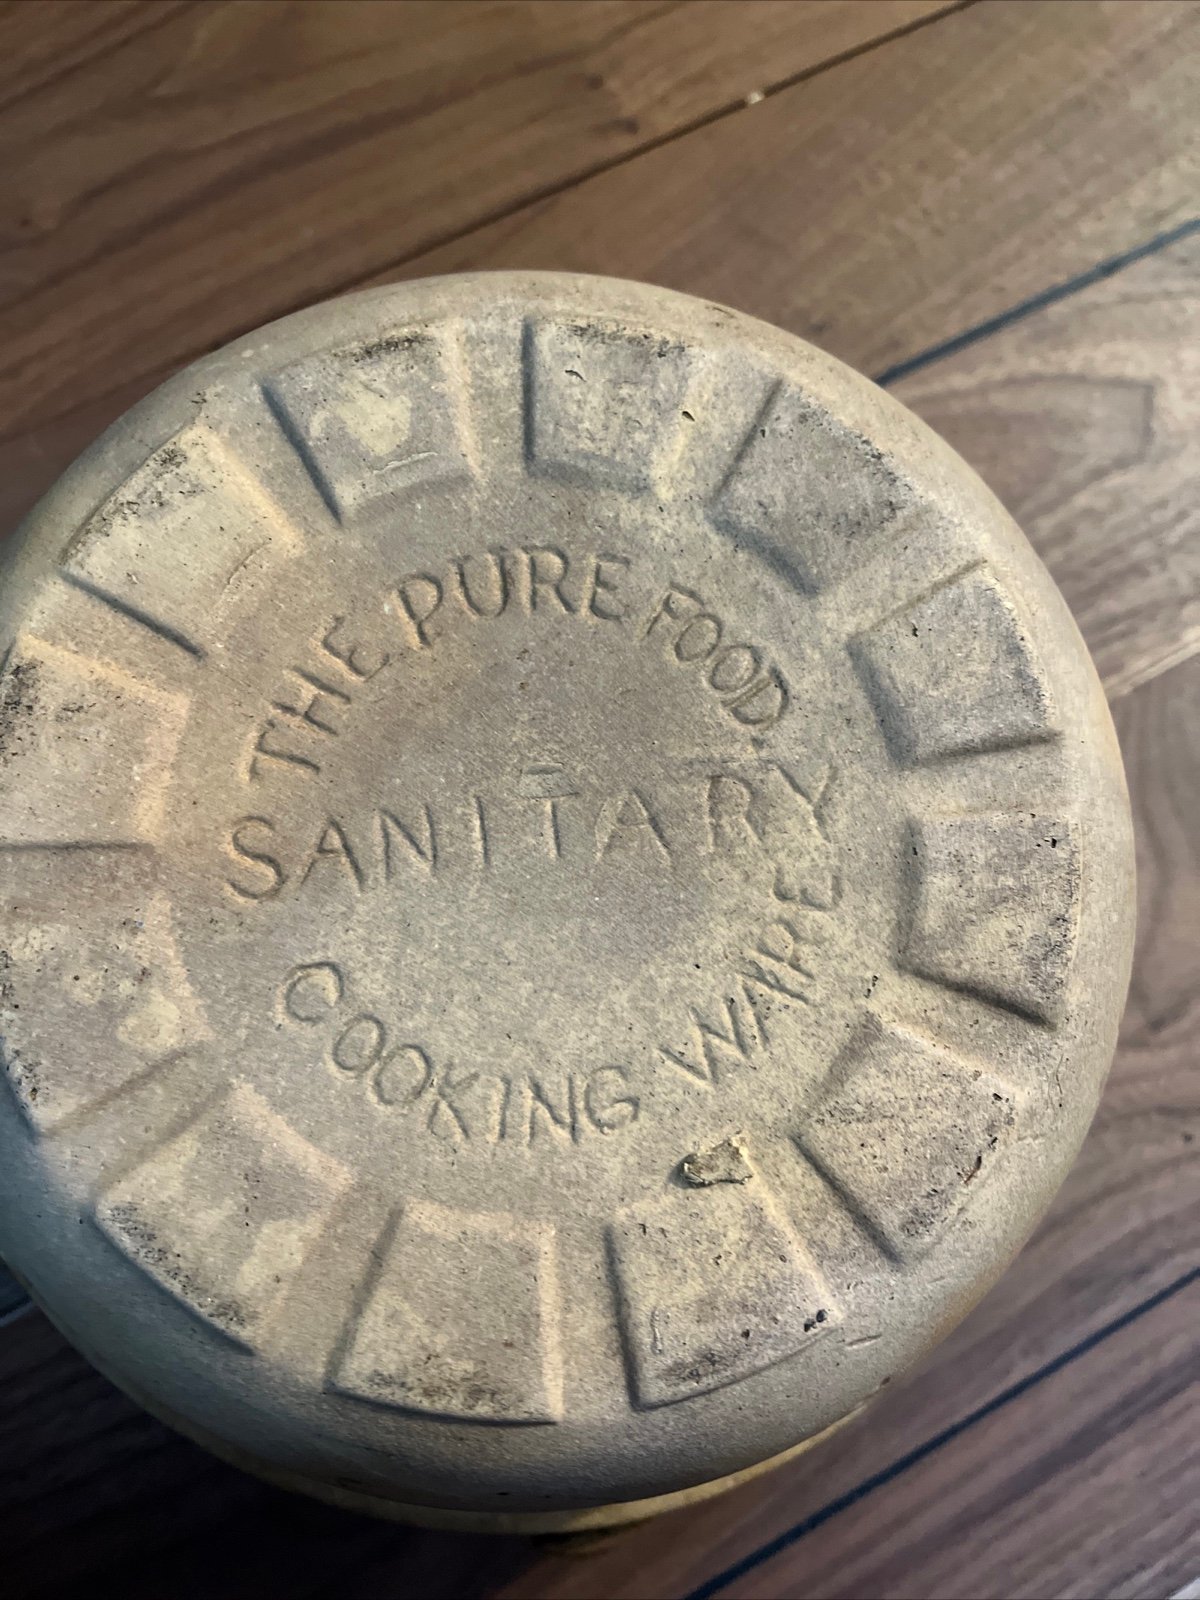 THE PURE FOOD
SANITARY
COOKING WARE